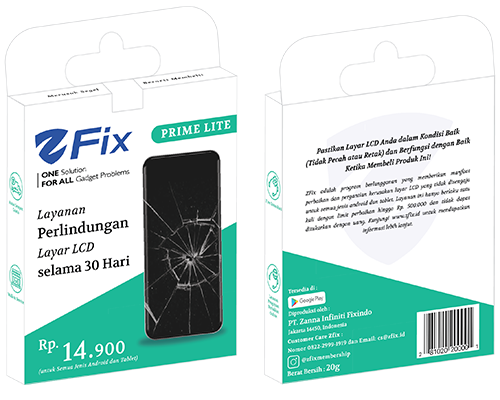 Merusak Segel
Berarti Membeli
ZFix
ONE Solution
FOR ALL Gadget Problems
PRIME LITE
Layanan
Perlindungan
Layar LCD
selama 30 Hari
Rp. 14.900
(untuk Semua Jenis Android dan Tablet)
Pastikan Layar LCD Anda dalam Kondisi Baik
(Tidak Pecah atau Retak) dan Berfungsi dengan Baik
Ketika Membeli Produk Ini!
ZFix adalah program berlangganan yang memberikan manfaat
perbaikan dan pergantian kerusakan layar LCD yang tidak disengaja
untuk semua jenis android dan tablet. Layanan ini hanya berlaku satu
kali dengan limit perbaikan hingga Rp. 500.000 dan tidak dapat
ditukarkan dengan uang. Kunjungi www.zfix.id untuk mendapatkan
informasi lebih lanjut.
Tersedia di :
Google Play
Diproduksi oleh :
PT. Zanna Infiniti Fixindo
Jakarta 14450, Indonesia
Customer Care Zfix :
Nomor 0822-2999-1919 dan Email cs@zfix.id
@zfixmembership
Berat Bersih : 20g
2 81020 20000 1